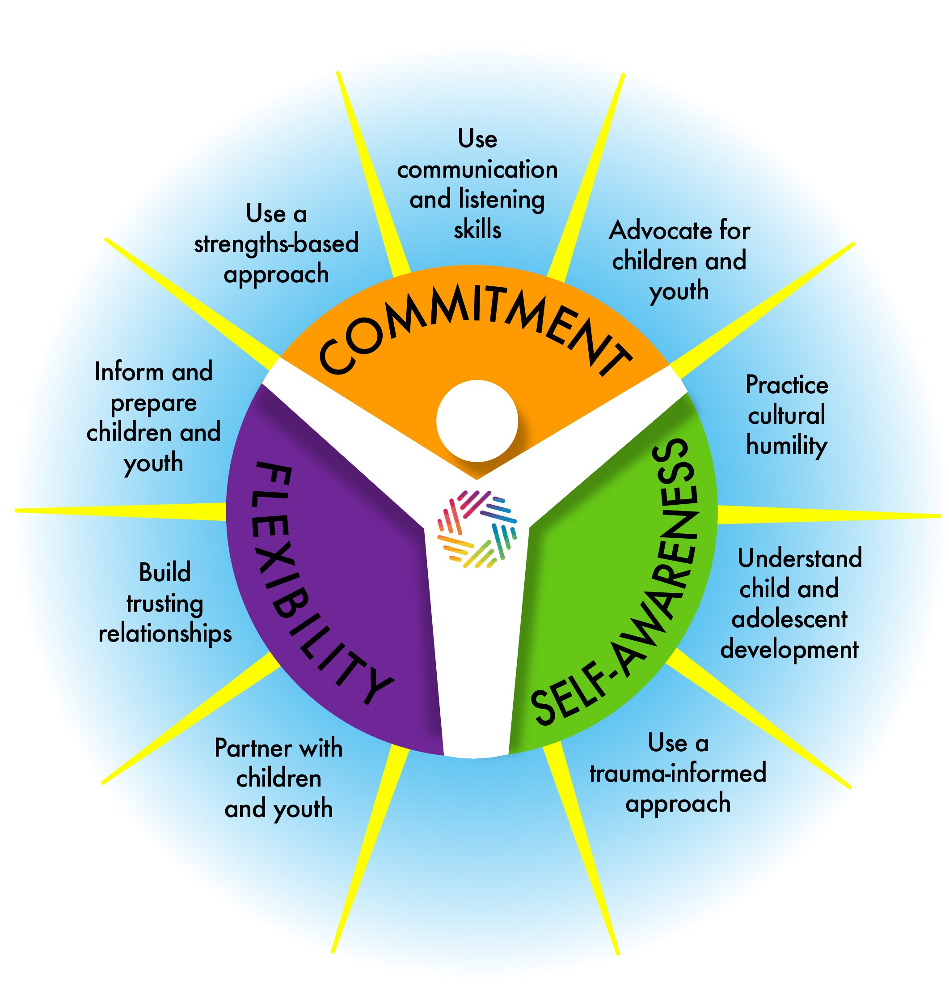 Use
communication
and listening
skills
Advocate for
children and
youth
Practice
cultural
humility
Understand
child and
adolescent
development
Use a
trauma-informed
approach
Partner with
children
and youth
Build
trusting
relationships
Inform and
prepare
children and
youth
Use a
strengths-based
approach
COMMITMENT
SELF-AWARENESS
FLEXIBILITY